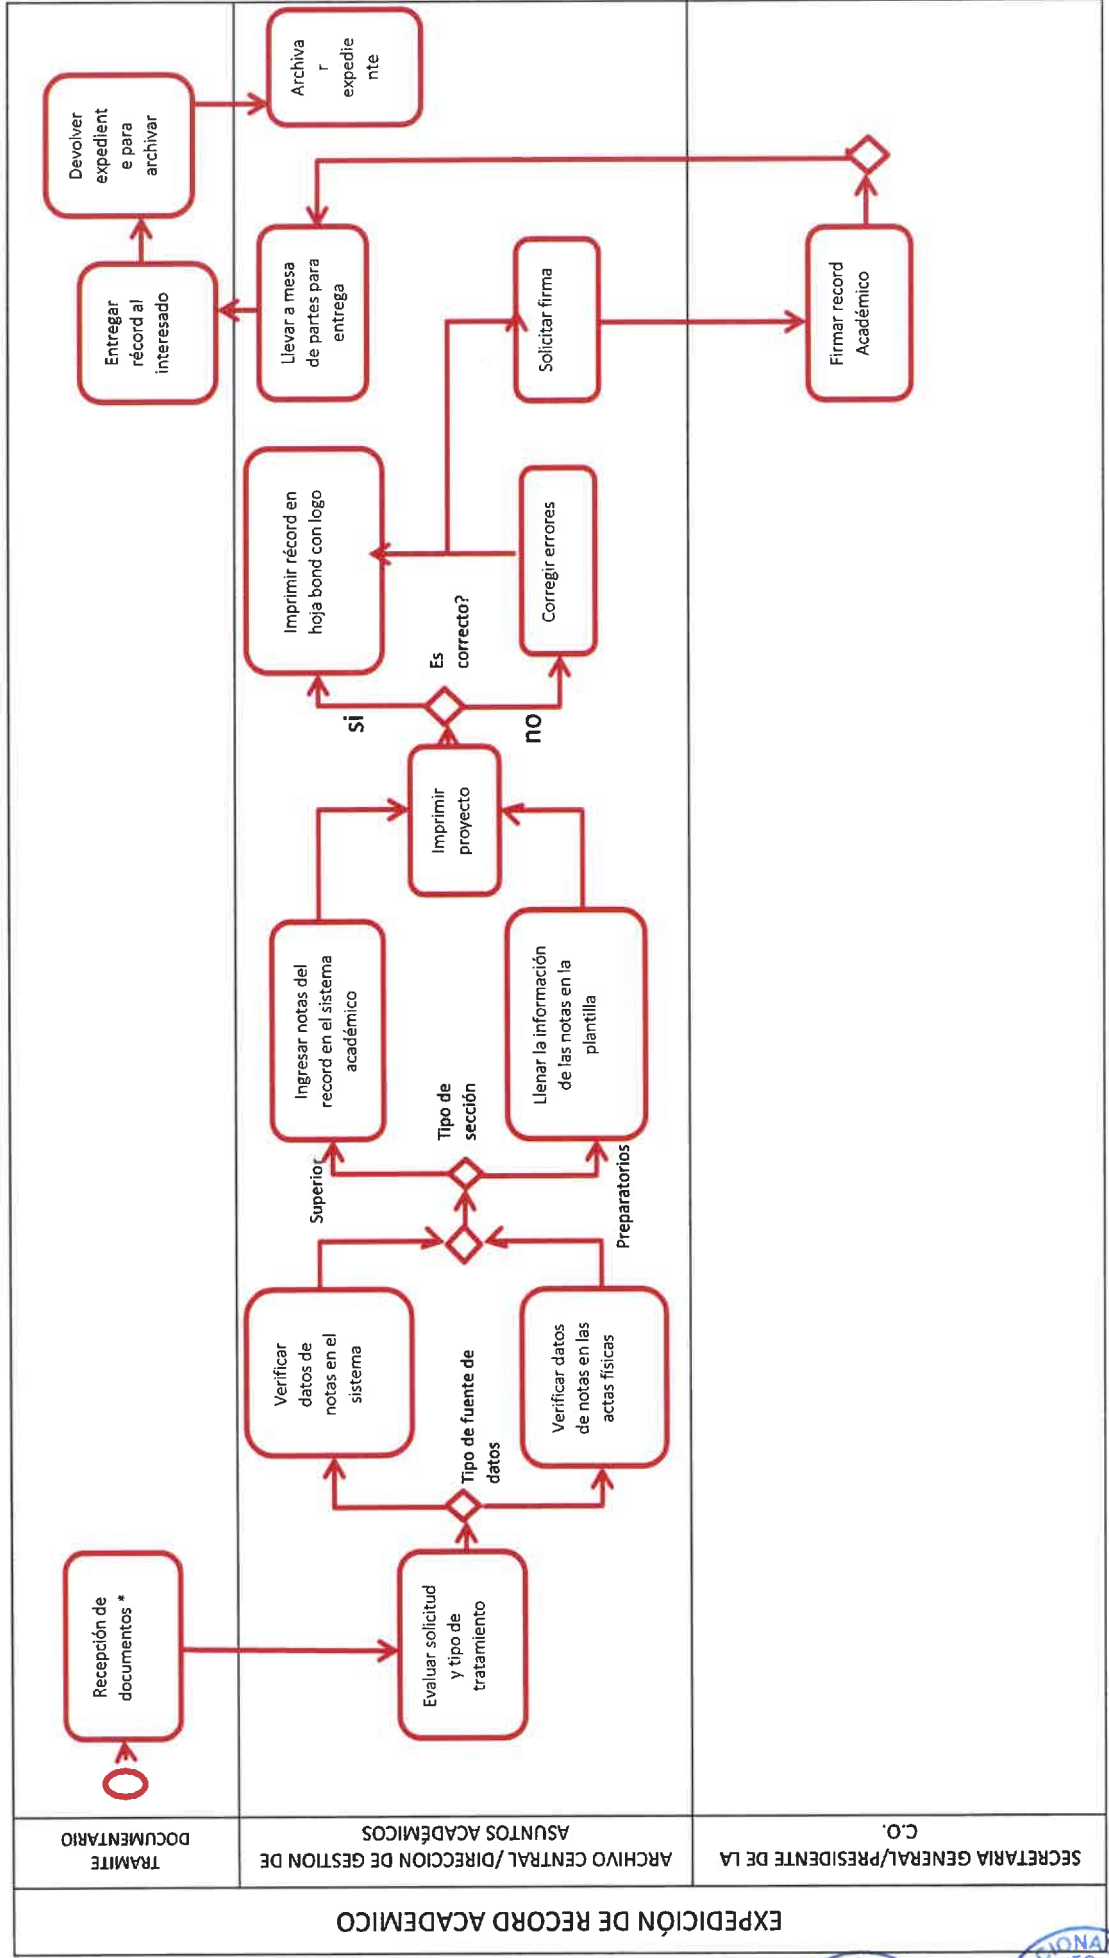 EXPEDICIÓN DE RECORD ACADEMICO
TRAMITE
DOCUMENTARIO
ARCHIVO CENTRAL/DIRECCION DE GESTION DE
ASUNTOS ACADÉMICOS
SECRETARIA GENERAL/PRESIDENTE DE LA
C.O.
Recepción de
documentos *
Evaluar solicitud
y tipo de
tratamiento
Tipo de fuente de
datos
Verificar
datos de
notas en el
sistema
Verificar datos
de notas en las
actas físicas
Superior
Preparatorios
Tipo de
sección
Ingresar notas del
record en el sistema
académico
Llenar la información
de las notas en la
plantilla
Imprimir
proyecto
si
no
Es
correcto?
Imprimir récord en
hoja bond con logo
Corregir errores
Solicitar firma
Firmar record
Académico
Llevar a mesa
de partes para
entrega
Entregar
récord al
interesado
Devolver
expedient
e para
archivar
Archiva
r
expedie
nte
CIONA